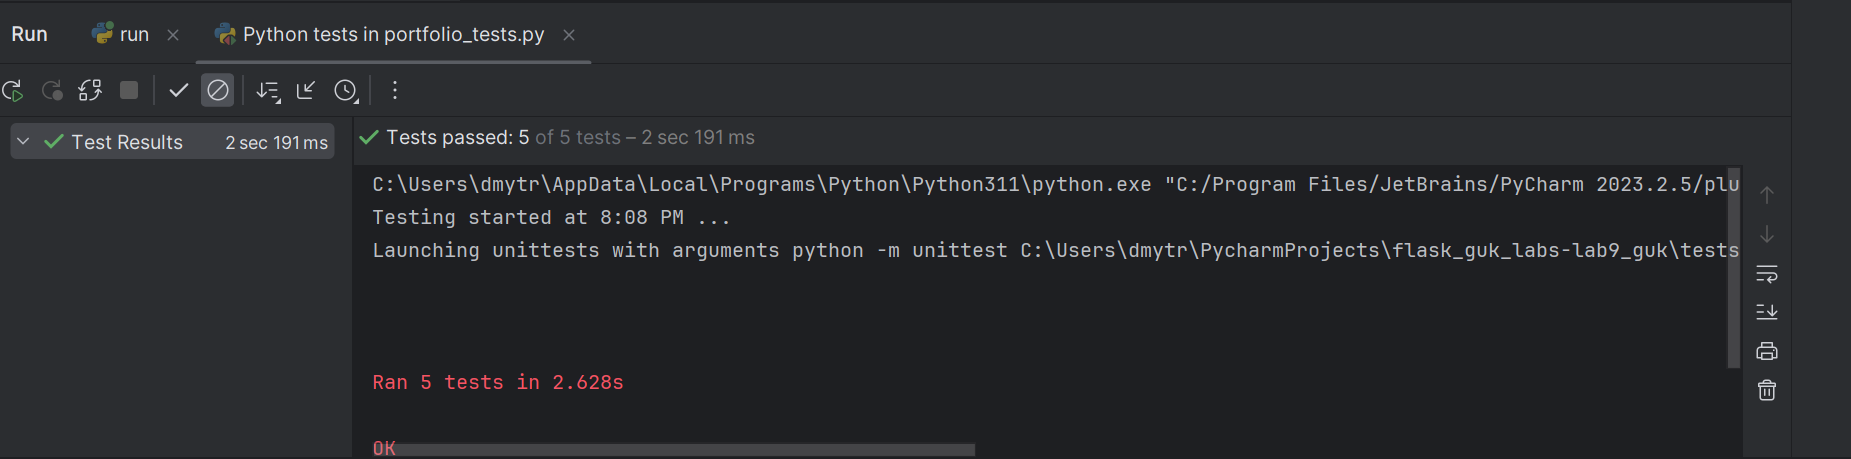 Run run Python tests in portfolio_tests.py
Test Results 2 sec 191 ms
Tests passed: 5 of 5 tests – 2 sec 191 ms
C:\Users\dmytr\AppData\Local\Programs\Python\Python311\python.exe "C:/Program Files/JetBrains/PyCharm 2023.2.5/plu
Testing started at 8:08 PM ...
Launching unittests with arguments python -m unittest C:\Users\dmytr\PycharmProjects\flask_guk_labs-lab9_guk\tests
Ran 5 tests in 2.628s
OK